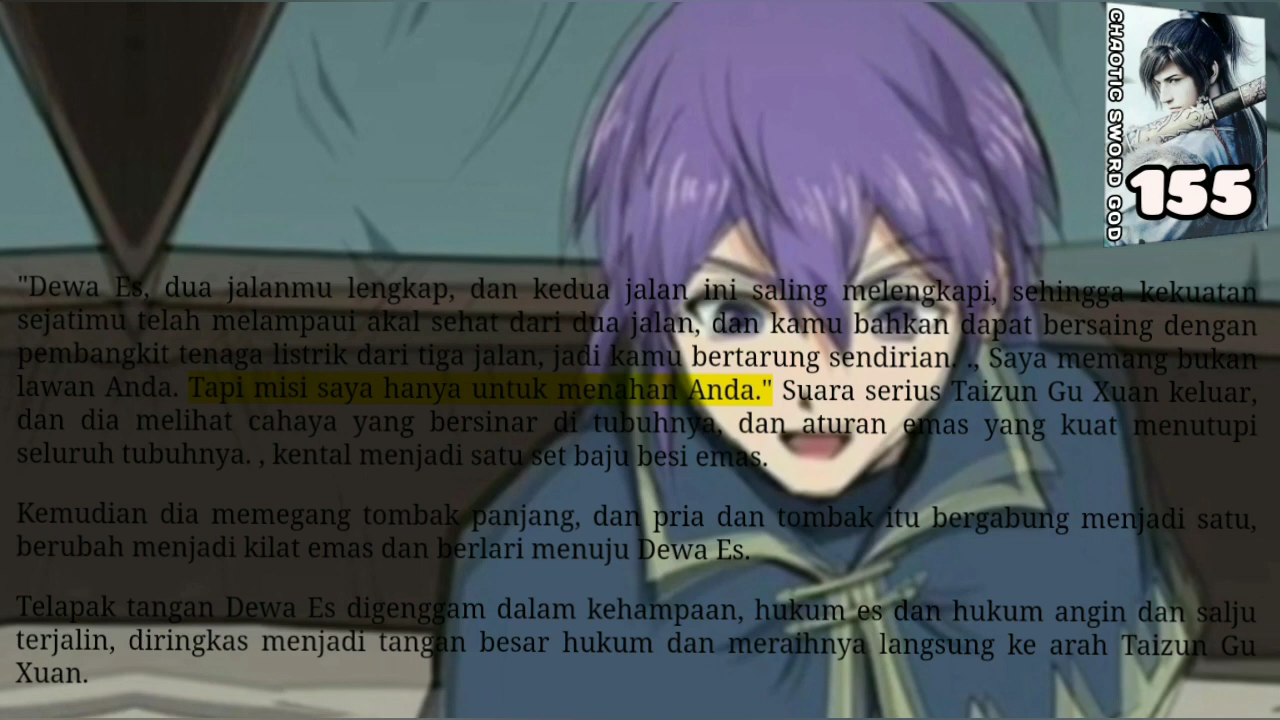 CHAOTIC SWORD GOD
155
"Dewa Es, dua jalanmu lengkap, dan kedua jalan ini saling melengkapi, sehingga kekuatan
sejatimu telah melampaui akal sehat dari dua jalan, dan kamu bahkan dapat bersaing dengan
pembangkit tenaga listrik dari tiga jalan, jadi kamu bertarung sendirian. ., Saya memang bukan
lawan Anda. Tapi misi saya hanya untuk menahan Anda." Suara serius Taizun Gu Xuan keluar,
dan dia melihat cahaya yang bersinar di tubuhnya, dan aturan emas yang kuat menutupi
seluruh tubuhnya. , kental menjadi satu set baju besi emas.
Kemudian dia memegang tombak panjang, dan pria dan tombak itu bergabung menjadi satu,
berubah menjadi kilat emas dan berlari menuju Dewa Es.
Telapak tangan Dewa Es digenggam dalam kehampaan, hukum es dan hukum angin dan salju
terjalin, diringkas menjadi tangan besar hukum dan meraihnya langsung ke arah Taizun Gu
Xuan.